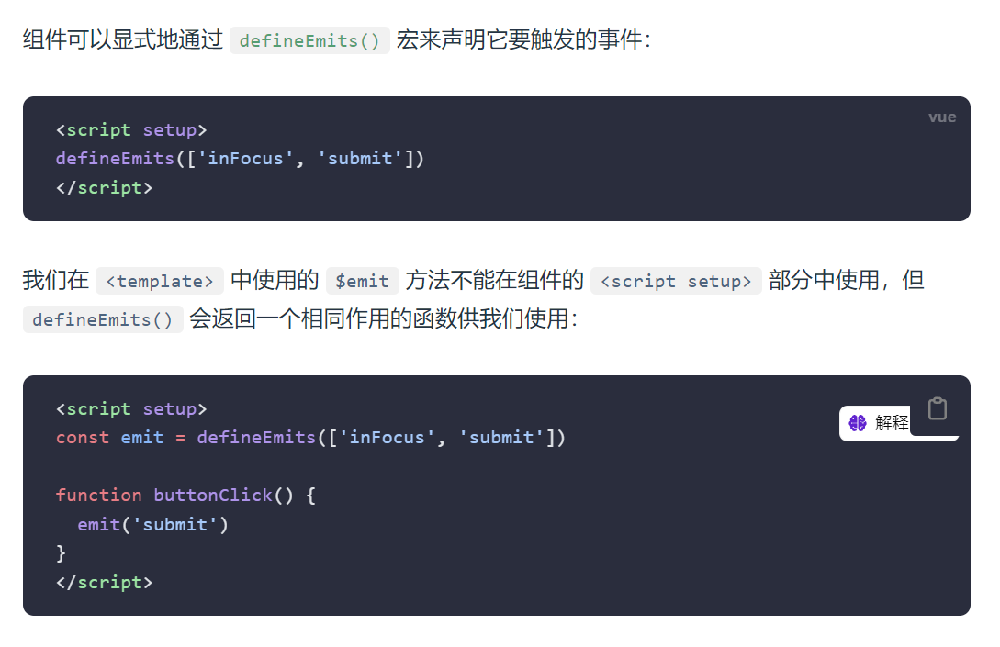 组件可以显式地通过 defineEmits() 宏来声明它要触发的事件：
vue
<script setup>
defineEmits(['inFocus', 'submit'])
</script>
我们在 <template> 中使用的 $emit 方法不能在组件的 <script setup> 部分中使用，但
defineEmits() 会返回一个相同作用的函数供我们使用：
<script setup>
解释
const emit = defineEmits(['inFocus', 'submit'])
function buttonClick() {
  emit('submit')
}
</script>